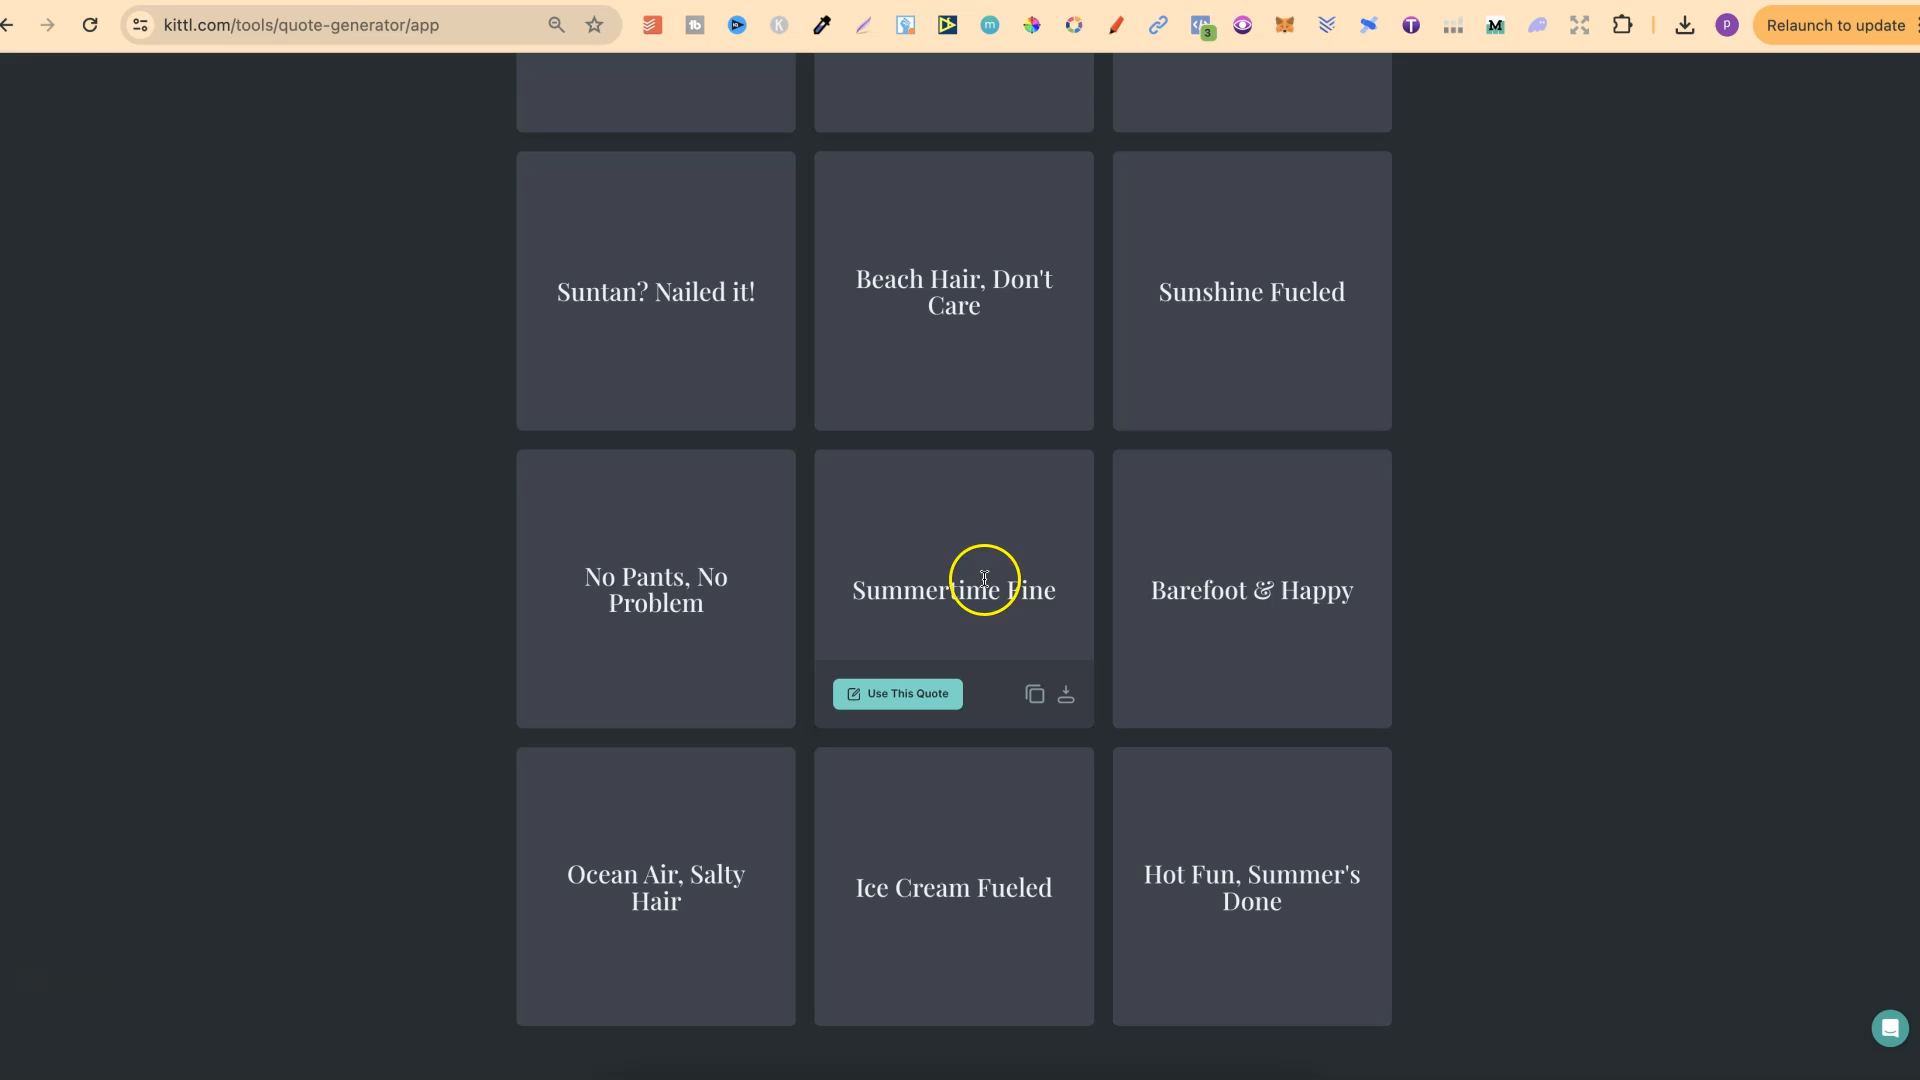 kittl.com/tools/quote-generator/app
3
M
T
P
Relaunch to update
Suntan? Nailed it!
Beach Hair, Don't
Care
Sunshine Fueled
No Pants, No
Problem
Summertime Fine
Barefoot & Happy
Use This Quote
Ocean Air, Salty
Hair
Ice Cream Fueled
Hot Fun, Summer's
Done